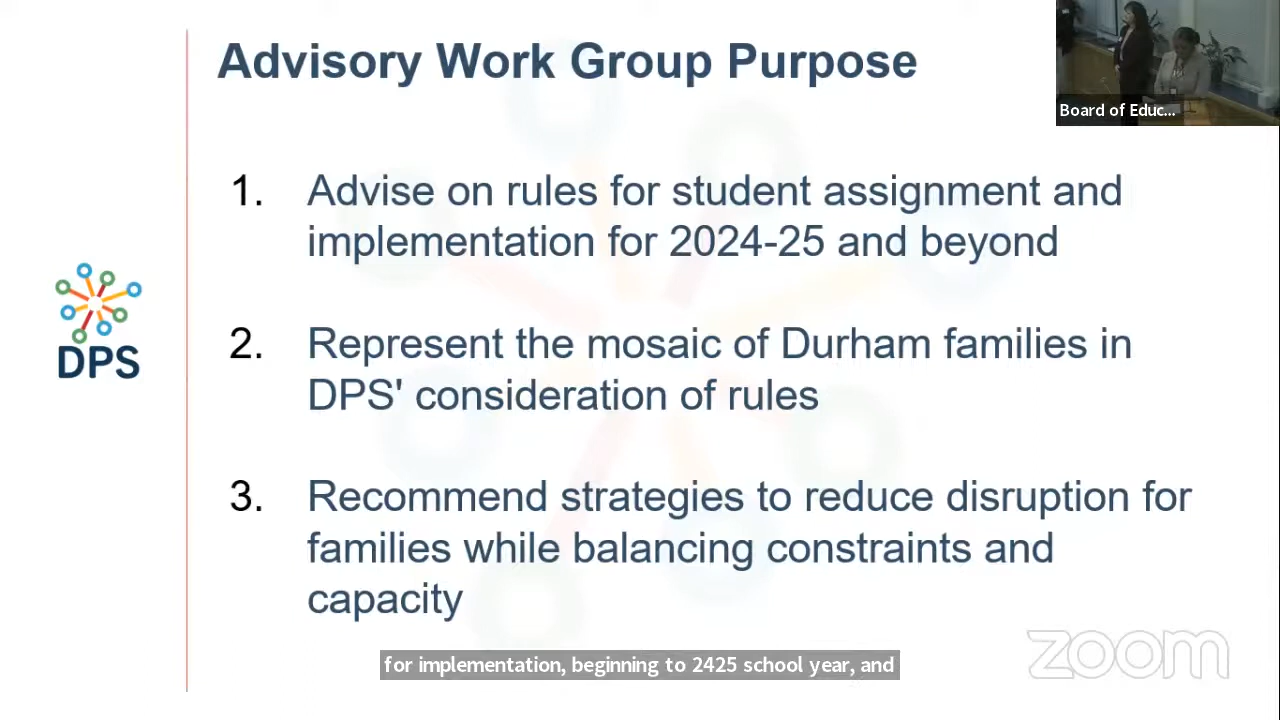 Advisory Work Group Purpose
Board of Educ...
1. Advise on rules for student assignment and
implementation for 2024-25 and beyond
2. Represent the mosaic of Durham families in
DPS' consideration of rules
DPS
3. Recommend strategies to reduce disruption for
families while balancing constraints and
capacity
for implementation, beginning to 2425 school year, and
zoom